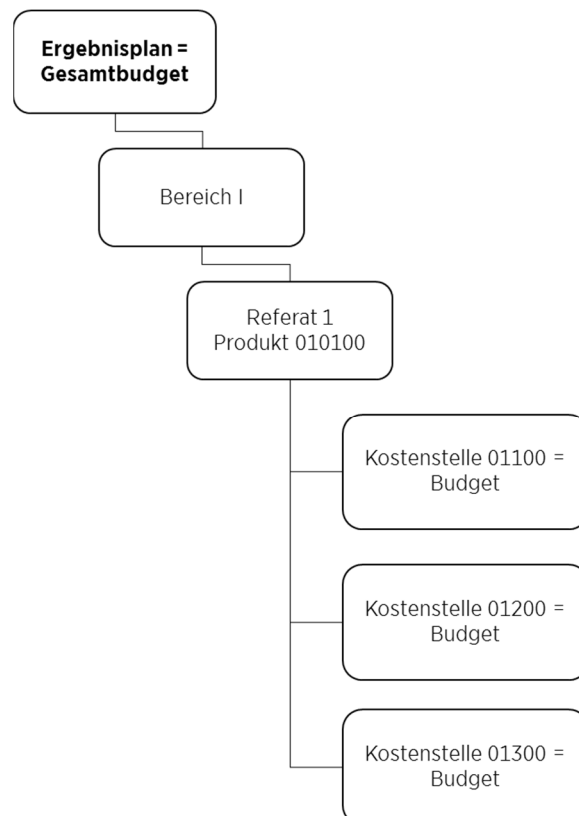 Ergebnisplan =
Gesamtbudget
Bereich I
Referat 1
Produkt 010100
Kostenstelle 01100 =
Budget
Kostenstelle 01200 =
Budget
Kostenstelle 01300 =
Budget